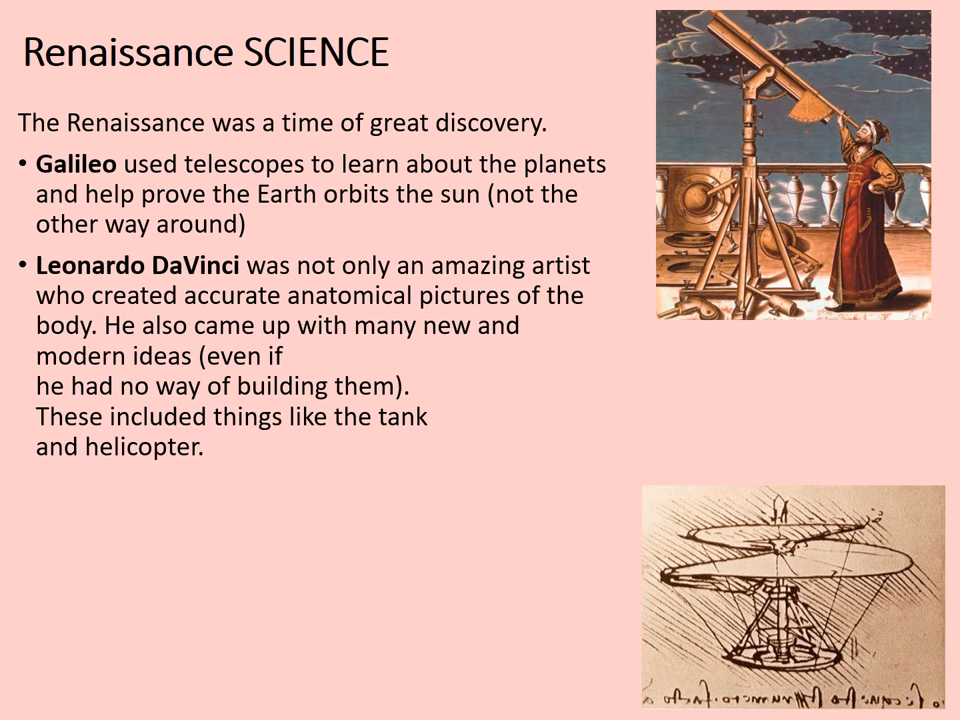 Renaissance SCIENCE
The Renaissance was a time of great discovery.
• Galileo used telescopes to learn about the planets
and help prove the Earth orbits the sun (not the
other way around)
• Leonardo DaVinci was not only an amazing artist
who created accurate anatomical pictures of the
body. He also came up with many new and
modern ideas (even if
he had no way of building them).
These included things like the tank
and helicopter.